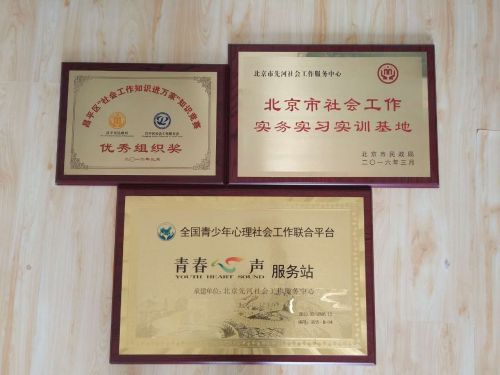 昌平区“社会工作知识进万家”知识竞赛
优秀组织奖
二〇一六年三月
北京市先河社会工作服务中心
北京市社会工作
实务实习实训基地
北京市民政局
二〇一六年三月
全国青少年心理社会工作联合平台
青春心声 服务站
YOUTH HEART SOUND
承建单位：北京先河社会工作服务中心